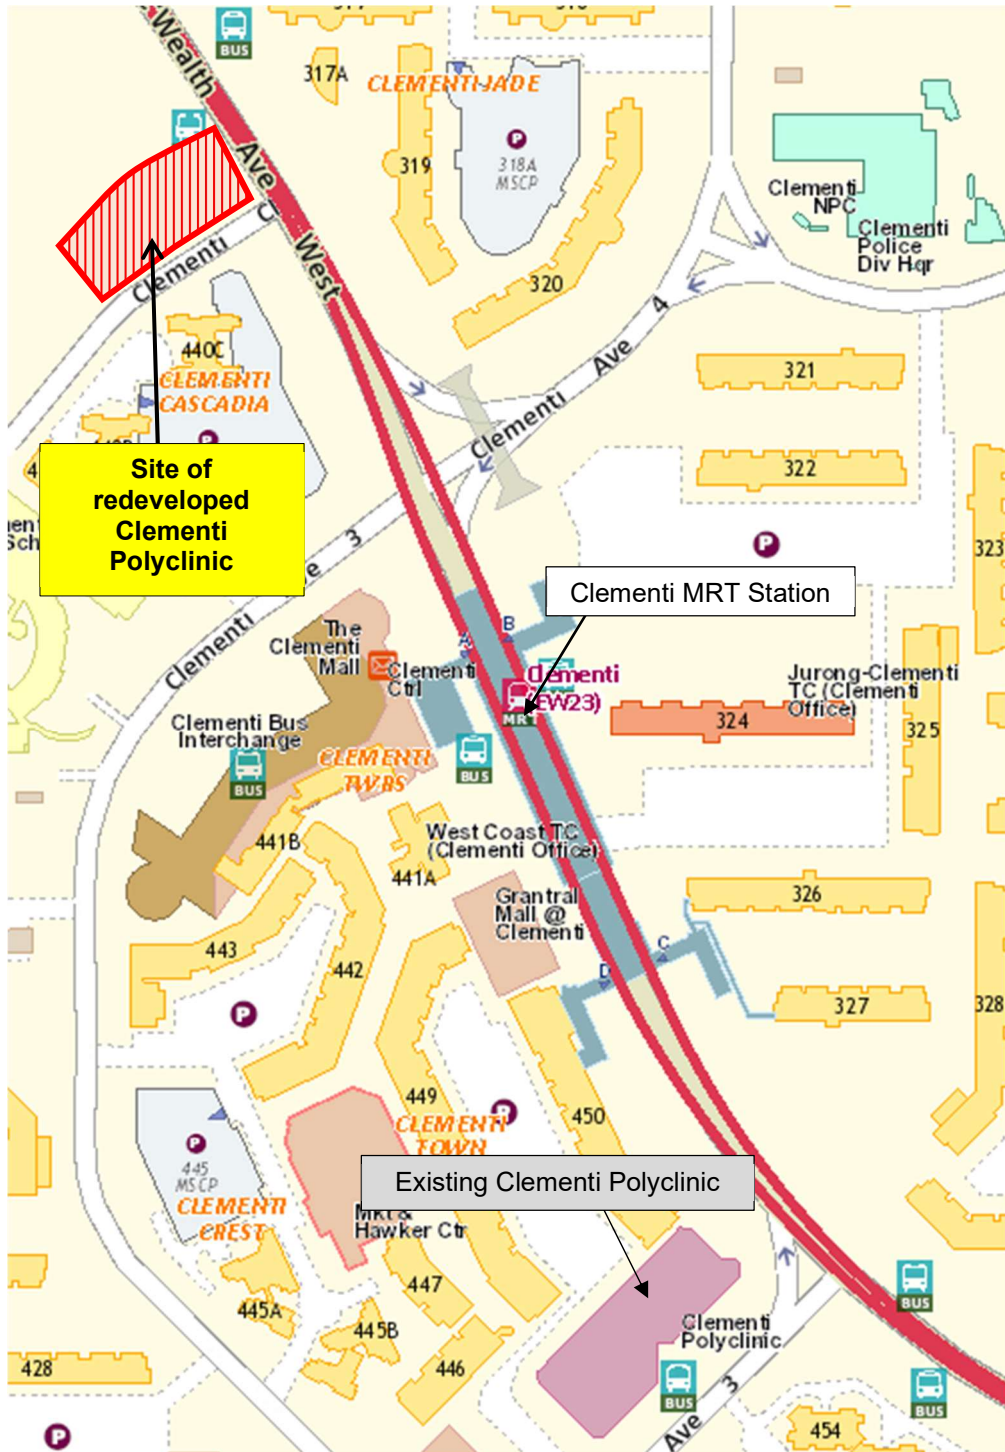 317
318
Wealth
BUS
317A
CLEMENTI JADE
P
318A
MSCP
319
Ave
Clementi
NPC
Clementi
Police
Div Hqr
C
West
Clementi
320
4
Ave
440C
CLEMENTI
CASCADIA
321
Clementi
322
P
Site of
redeveloped
Clementi
Polyclinic
Sch
3
P
323
Clementi MRT Station
The
Clementi
Mall
A
B
Clementi
Ctrl
Clementi
(EW23)
MRT
Jurong-Clementi
TC (Clementi
Office)
324
325
Clementi
Clementi Bus
Interchange
BUS
BUS
CLEMENTI
TWRS
441B
441A
West Coast TC
(Clementi Office)
326
Grantral
Mall @
Clementi
443
442
C
D
327
328
P
449
P
450
CLEMENTI
TOWN
P
445
MSCP
Existing Clementi Polyclinic
CLEMENTI
CREST
Mkt &
Hawker Ctr
447
445A
445B
446
BUS
Clementi
Polyclinic
428
BUS
BUS
3
Ave
454
P